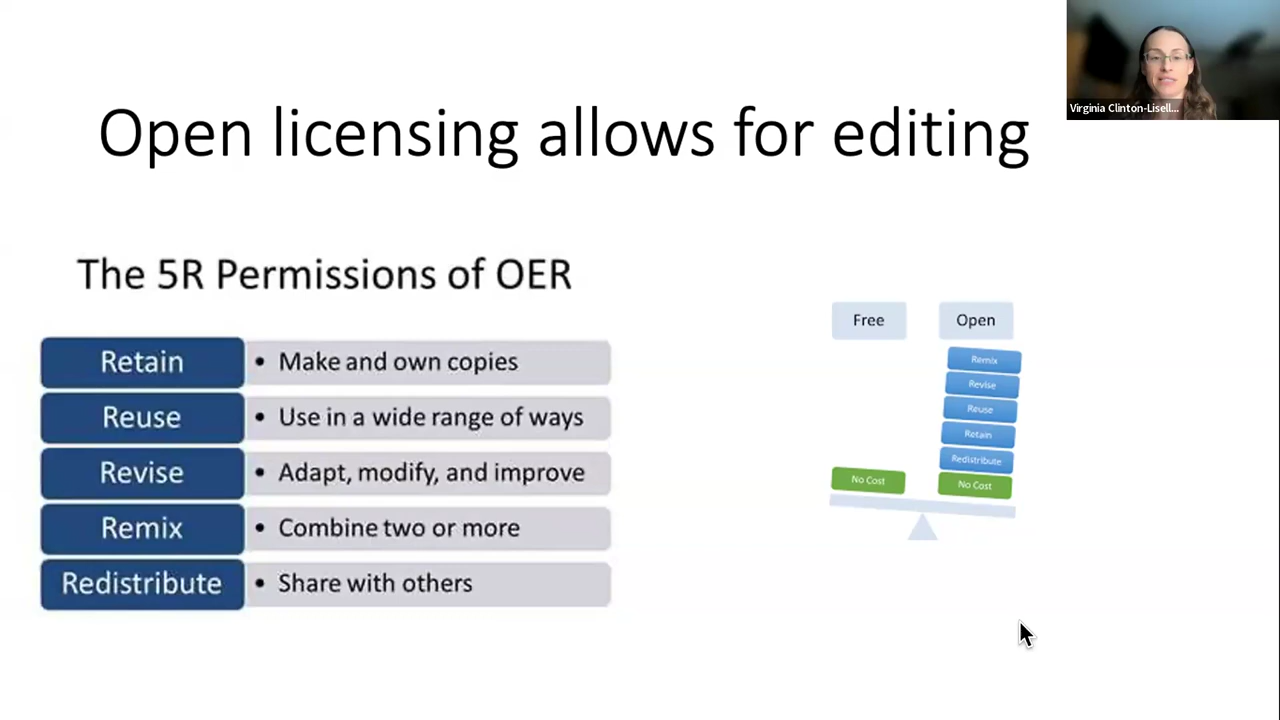 Virginia Clinton-Lisell...
Open licensing allows for editing
The 5R Permissions of OER
Retain
• Make and own copies
Reuse
• Use in a wide range of ways
Revise
• Adapt, modify, and improve
Remix
• Combine two or more
Redistribute
• Share with others
Free
Open
Remix
Revise
Reuse
Retain
Redistribute
No Cost
No Cost